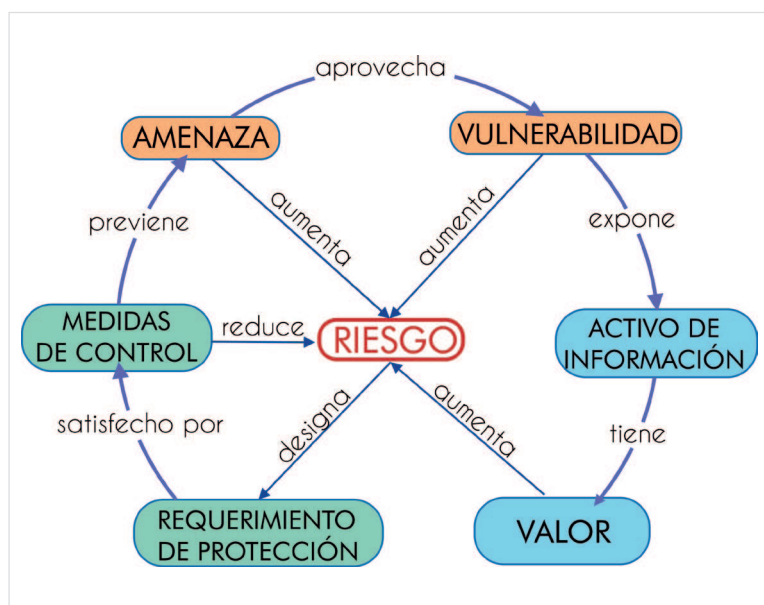 aprovecha
AMENAZA
VULNERABILIDAD
previene
aumenta
aumenta
expone
MEDIDAS
DE CONTROL
reduce
RIESGO
ACTIVO DE
INFORMACIÓN
satisfecho por
designa
aumenta
tiene
REQUERIMIENTO
DE PROTECCIÓN
VALOR